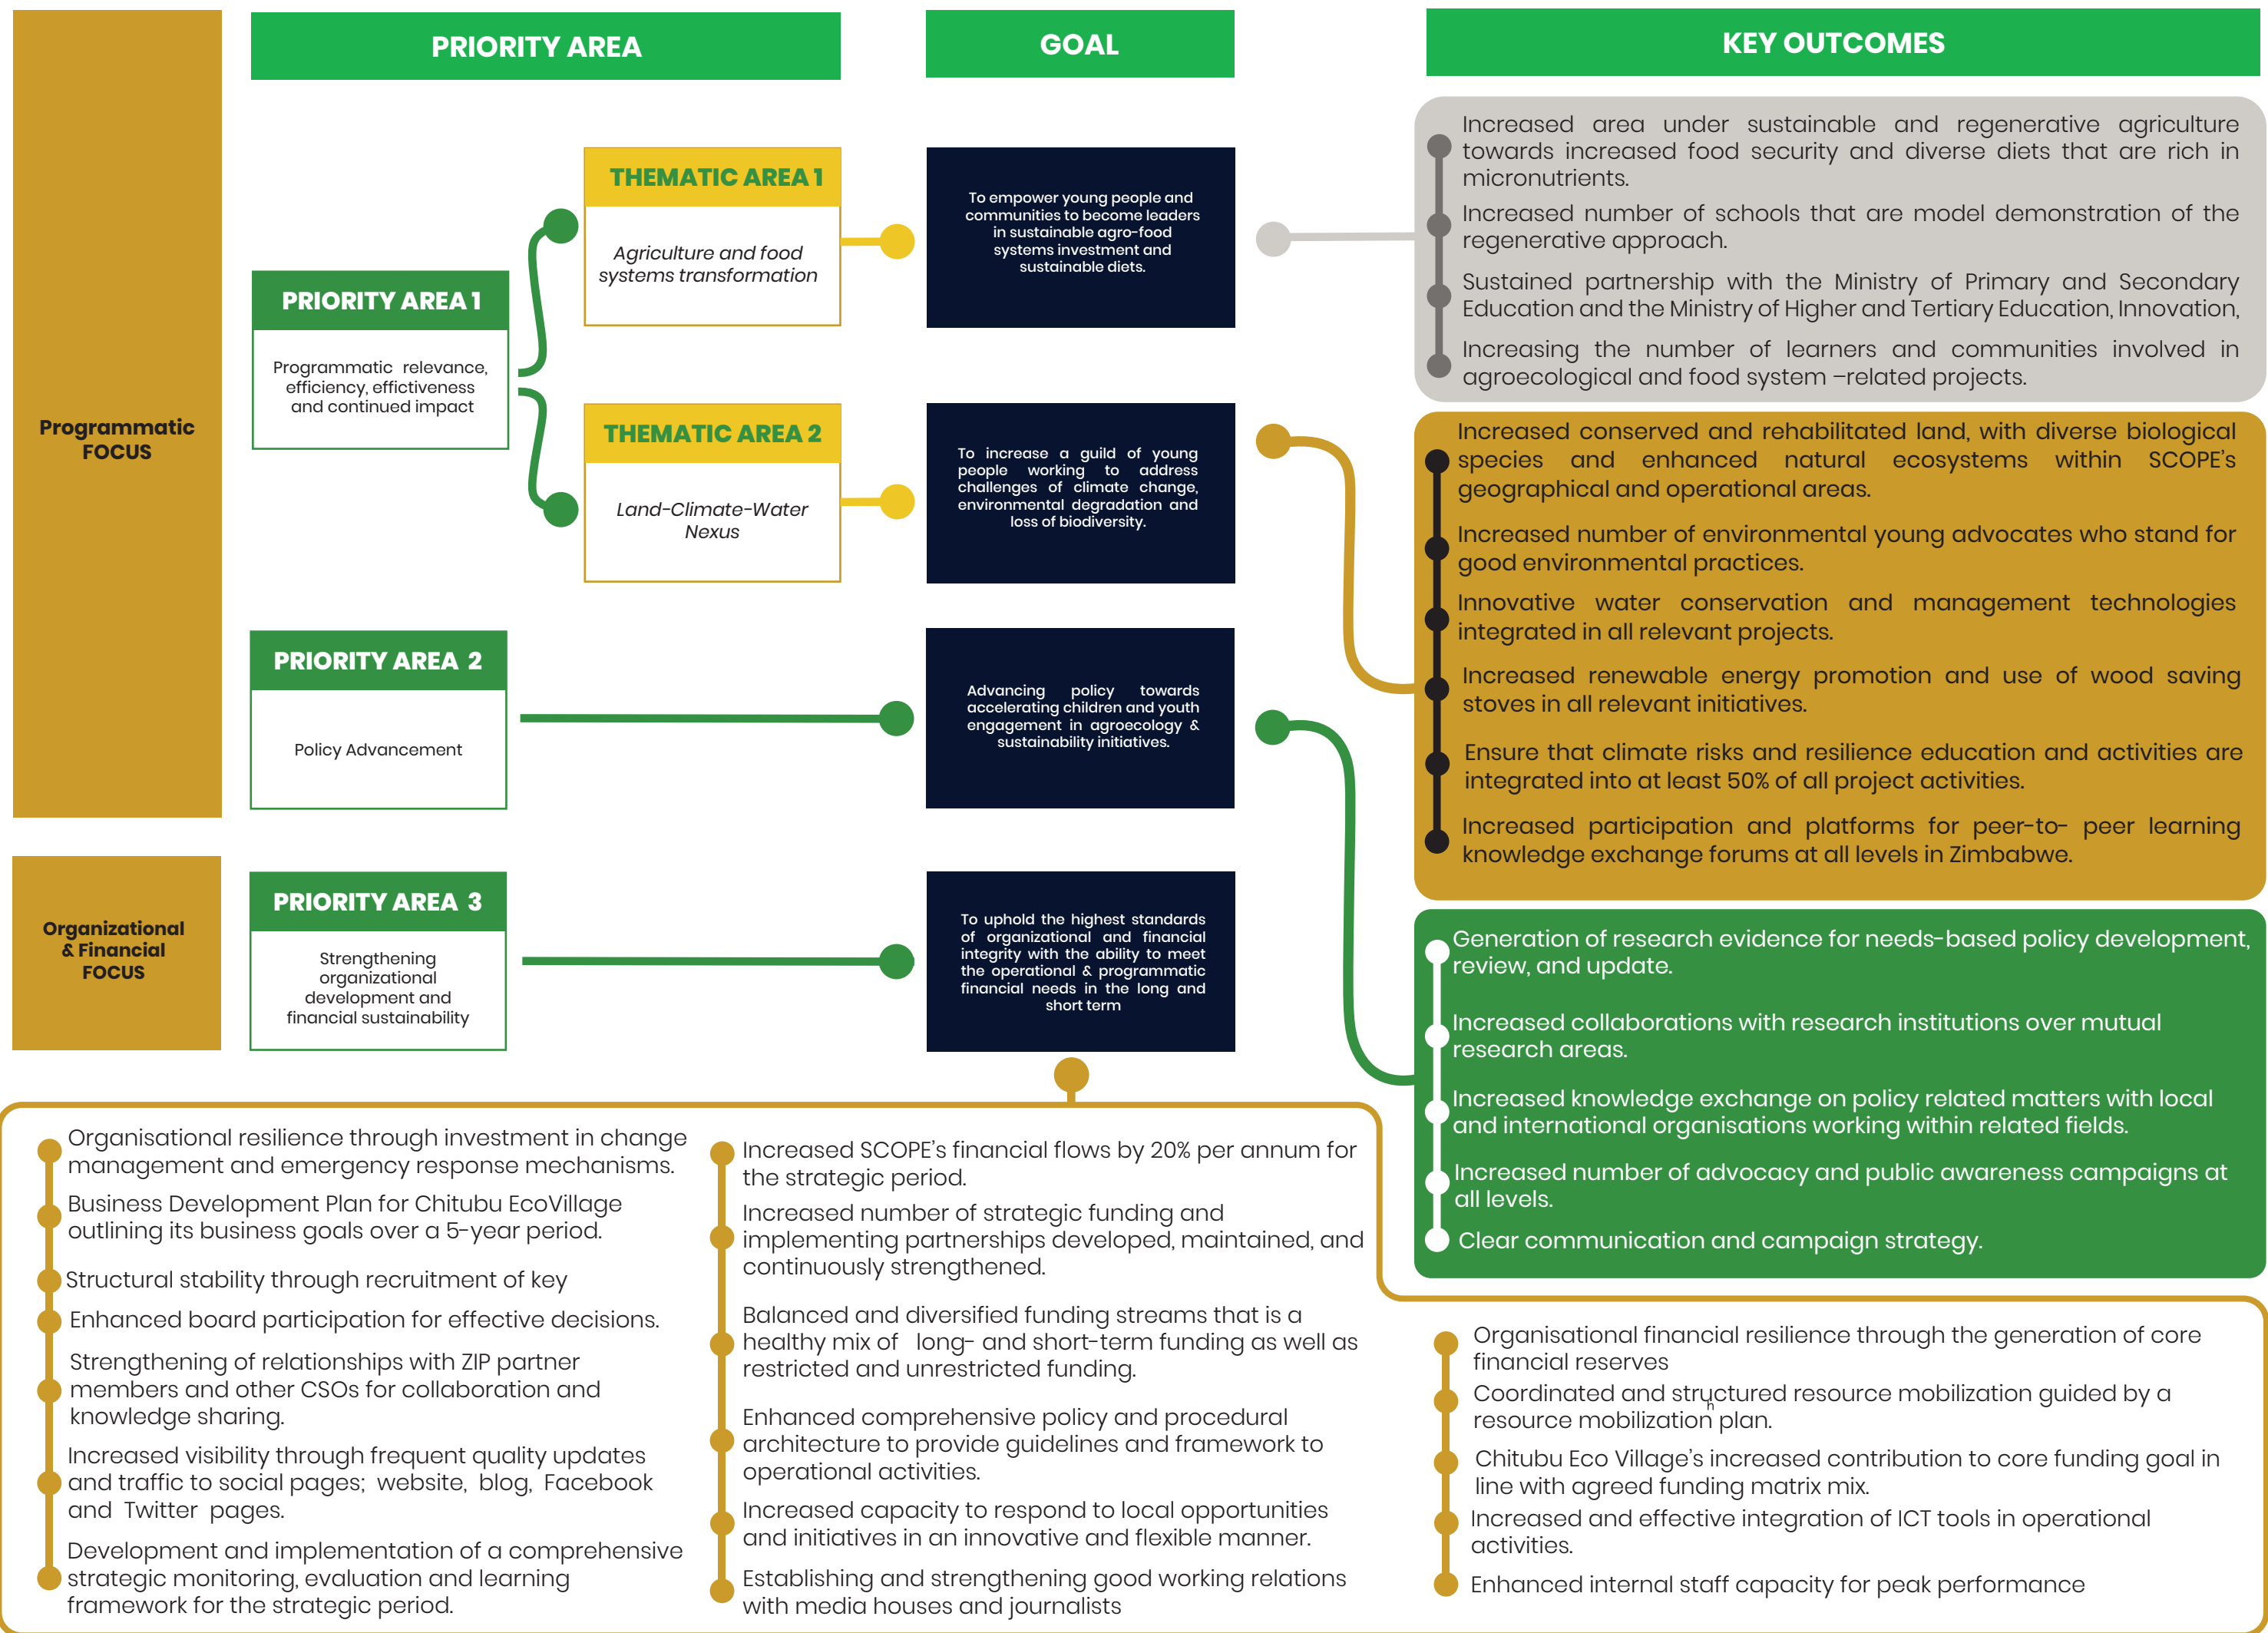 PRIORITY AREA
GOAL
KEY OUTCOMES
Programmatic
FOCUS
PRIORITY AREA 1
Programmatic relevance,
efficiency, effictiveness
and continued impact
THEMATIC AREA 1
Agriculture and food
systems transformation
To empower young people and
communities to become leaders
in sustainable agro-food
systems investment and
sustainable diets.
Increased area under sustainable and regenerative agriculture
towards increased food security and diverse diets that are rich in
micronutrients.
Increased number of schools that are model demonstration of the
regenerative approach.
Sustained partnership with the Ministry of Primary and Secondary
Education and the Ministry of Higher and Tertiary Education, Innovation,
Increasing the number of learners and communities involved in
agroecological and food system –related projects.
THEMATIC AREA 2
Land-Climate-Water
Nexus
To increase a guild of young
people working to address
challenges of climate change,
environmental degradation and
loss of biodiversity.
Increased conserved and rehabilitated land, with diverse biological
species and enhanced natural ecosystems within SCOPE's
geographical and operational areas.
Increased number of environmental young advocates who stand for
good environmental practices.
Innovative water conservation and management technologies
integrated in all relevant projects.
Increased renewable energy promotion and use of wood saving
stoves in all relevant initiatives.
Ensure that climate risks and resilience education and activities are
integrated into at least 50% of all project activities.
Increased participation and platforms for peer-to- peer learning
knowledge exchange forums at all levels in Zimbabwe.
PRIORITY AREA 2
Policy Advancement
Advancing policy towards
accelerating children and youth
engagement in agroecology &
sustainability initiatives.
Generation of research evidence for needs-based policy development,
review, and update.
Increased collaborations with research institutions over mutual
research areas.
Increased knowledge exchange on policy related matters with local
and international organisations working within related fields.
Increased number of advocacy and public awareness campaigns at
all levels.
Clear communication and campaign strategy.
Organizational
& Financial
FOCUS
PRIORITY AREA 3
Strengthening
organizational
development and
financial sustainability
To uphold the highest standards
of organizational and financial
integrity with the ability to meet
the operational & programmatic
financial needs in the long and
short term
Organisational resilience through investment in change
management and emergency response mechanisms.
Business Development Plan for Chitubu EcoVillage
outlining its business goals over a 5-year period.
Structural stability through recruitment of key
Enhanced board participation for effective decisions.
Strengthening of relationships with ZIP partner
members and other CSOs for collaboration and
knowledge sharing.
Increased visibility through frequent quality updates
and traffic to social pages; website, blog, Facebook
and Twitter pages.
Development and implementation of a comprehensive
strategic monitoring, evaluation and learning
framework for the strategic period.
Increased SCOPE's financial flows by 20% per annum for
the strategic period.
Increased number of strategic funding and
implementing partnerships developed, maintained, and
continuously strengthened.
Balanced and diversified funding streams that is a
healthy mix of long- and short-term funding as well as
restricted and unrestricted funding.
Enhanced comprehensive policy and procedural
architecture to provide guidelines and framework to
operational activities.
Increased capacity to respond to local opportunities
and initiatives in an innovative and flexible manner.
Establishing and strengthening good working relations
with media houses and journalists
Organisational financial resilience through the generation of core
financial reserves
Coordinated and structured resource mobilization guided by a
n
resource mobilization plan.
Chitubu Eco Village's increased contribution to core funding goal in
line with agreed funding matrix mix.
Increased and effective integration of ICT tools in operational
activities.
Enhanced internal staff capacity for peak performance